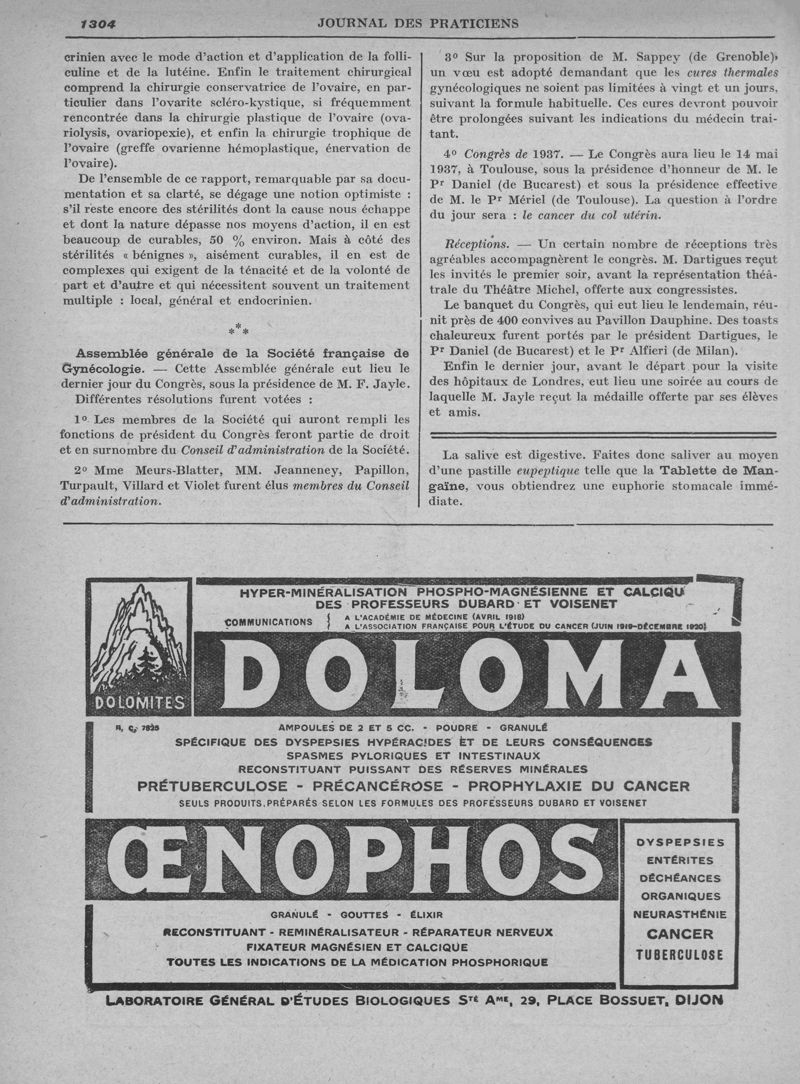 1304
JOURNAL DES PRATICIENS
crinien avec le mode d'action et d'application de la folli-
culine et de la lutéine. Enfin le traitement chirurgical
comprend la chirurgie conservatrice de l'ovaire, en par-
ticulier dans l'ovarite scléro-kystique, si fréquemment
rencontrée dans la chirurgie plastique de l'ovaire (ova-
riolysis, ovariopexie), et enfin la chirurgie trophique de
l'ovaire (greffe ovarienne hémoplastique, énervation de
l'ovaire).
De l'ensemble de ce rapport, remarquable par sa docu-
mentation et sa clarté, se dégage une notion optimiste :
s'il reste encore des stérilités dont la cause nous échappe
et dont la nature dépasse nos moyens d'action, il en est
beaucoup de curables, 50 % environ. Mais à côté des
stérilités « bénignes », aisément curables, il en est de
complexes qui exigent de la ténacité et de la volonté de
part et d'autre et qui nécessitent souvent un traitement
multiple : local, général et endocrinien.
***
Assemblée générale de la Société française de
Gynécologie. — Cette Assemblée générale eut lieu le
dernier jour du Congrès, sous la présidence de M. F. Jayle.
Différentes résolutions furent votées :
1º Les membres de la Société qui auront rempli les
fonctions de président du Congrès feront partie de droit
et en surnombre du Conseil d'administration de la Société.
2º Mme Meurs-Blatter, MM. Jeanneney, Papillon,
Turpault, Villard et Violet furent élus membres du Conseil
d'administration.
3º Sur la proposition de M. Sappey (de Grenoble),
un vœu est adopté demandant que les cures thermales
gynécologiques ne soient pas limitées à vingt et un jours,
suivant la formule habituelle. Ces cures devront pouvoir
être prolongées suivant les indications du médecin trai-
tant.
4º Congrès de 1937. — Le Congrès aura lieu le 14 mai
1937, à Toulouse, sous la présidence d'honneur de M. le
Pr Daniel (de Bucarest) et sous la présidence effective
de M. le Pr Mériel (de Toulouse). La question à l'ordre
du jour sera : le cancer du col utérin.
Réceptions. — Un certain nombre de réceptions très
agréables accompagnèrent le congrès. M. Dartigues reçut
les invités le premier soir, avant la représentation théâ-
trale du Théâtre Michel, offerte aux congressistes.
Le banquet du Congrès, qui eut lieu le lendemain, réu-
nit près de 400 convives au Pavillon Dauphine. Des toasts
chaleureux furent portés par le président Dartigues, le
Pr Daniel (de Bucarest) et le Pr Alfieri (de Milan).
Enfin le dernier jour, avant le départ pour la visite
des hôpitaux de Londres, eut lieu une soirée au cours de
laquelle M. Jayle reçut la médaille offerte par ses élèves
et amis.
La salive est digestive. Faites donc saliver au moyen
d'une pastille eupeptique telle que la Tablette de Man-
gaïne, vous obtiendrez une euphorie stomacale immé-
diate.
DOLOMITES
HYPER-MINÉRALISATION PHOSPHO-MAGNÉSIENNE ET CALCIQU
DES PROFESSEURS DUBARD ET VOISENET
COMMUNICATIONS { A L'ACADÉMIE DE MÉDECINE (AVRIL 1918)
A L'ASSOCIATION FRANÇAISE POUR L'ÉTUDE DU CANCER (JUIN 1919-DÉCEMBRE 1920)
DOLOMA
R. C. 7825
AMPOULES DE 2 ET 5 CC. - POUDRE - GRANULÉ
SPÉCIFIQUE DES DYSPEPSIES HYPÉRACIDES ET DE LEURS CONSÉQUENCES
SPASMES PYLORIQUES ET INTESTINAUX
RECONSTITUANT PUISSANT DES RÉSERVES MINÉRALES
PRÉTUBERCULOSE - PRÉCANCÉROSE - PROPHYLAXIE DU CANCER
SEULS PRODUITS PRÉPARÉS SELON LES FORMULES DES PROFESSEURS DUBARD ET VOISENET
ŒNOPHOS
GRANULÉ - GOUTTES - ÉLIXIR
RECONSTITUANT - REMINÉRALISATEUR - RÉPARATEUR NERVEUX
FIXATEUR MAGNÉSIEN ET CALCIQUE
TOUTES LES INDICATIONS DE LA MÉDICATION PHOSPHORIQUE
DYSPEPSIES
ENTÉRITES
DÉCHÉANCES
ORGANIQUES
NEURASTHÉNIE
CANCER
TUBERCULOSE
LABORATOIRE GÉNÉRAL D'ÉTUDES BIOLOGIQUES STÉ AME, 29, PLACE BOSSUET, DIJON